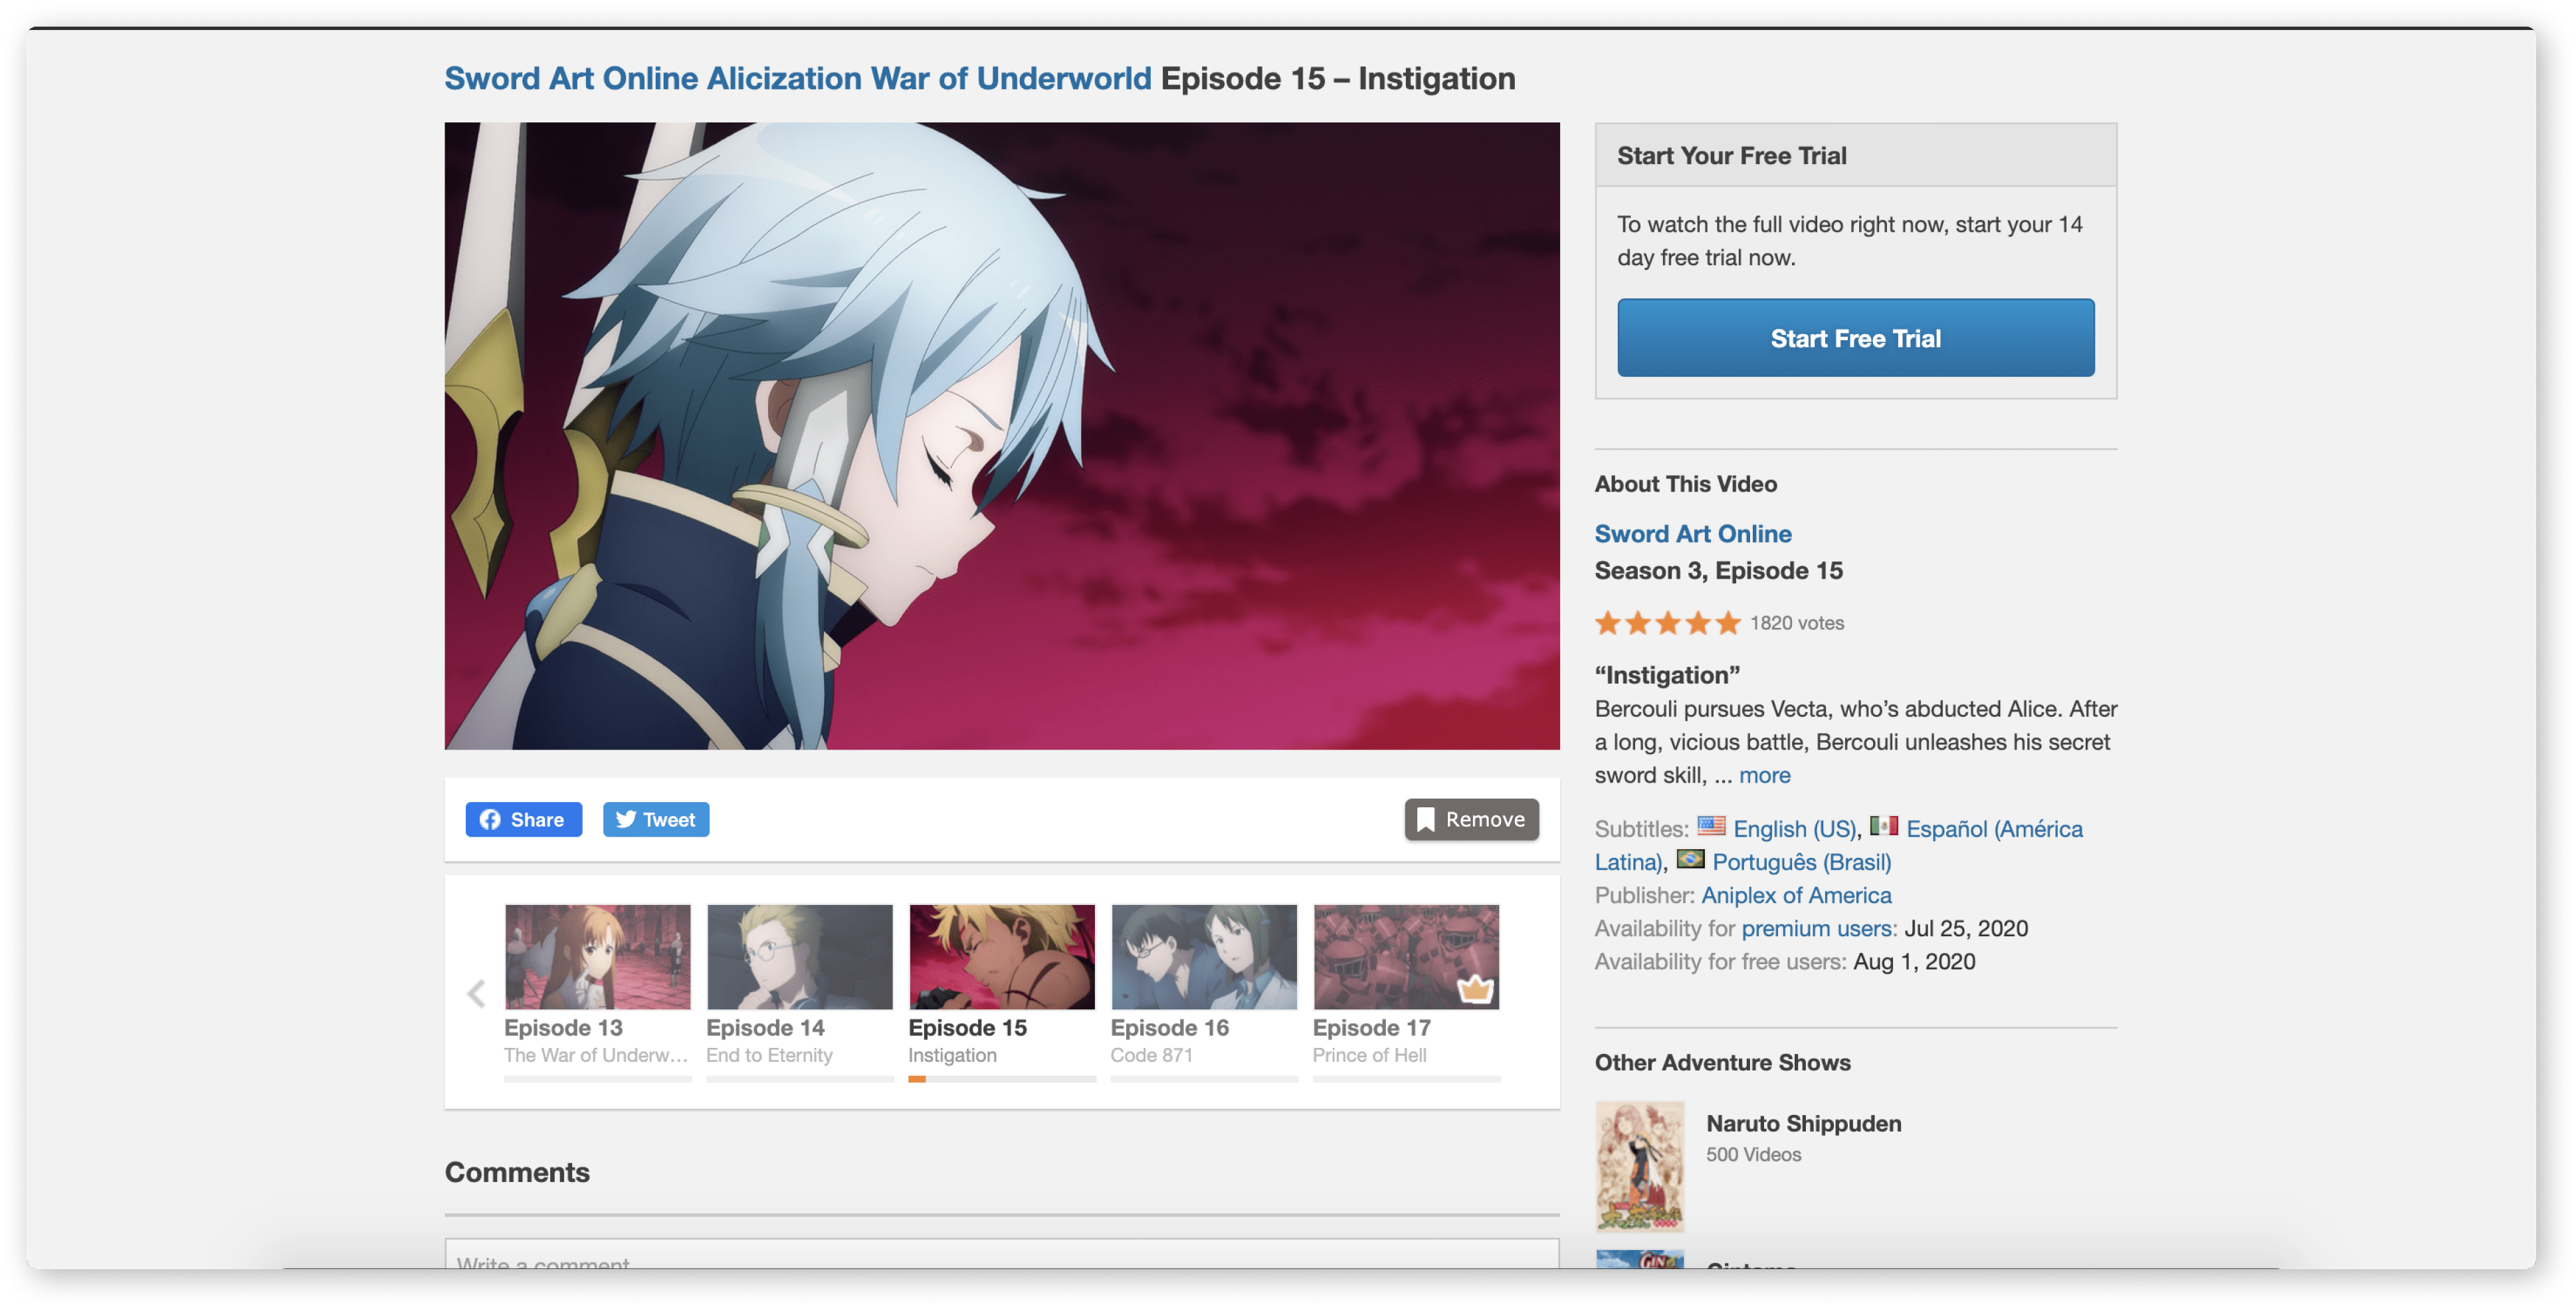 Sword Art Online Alicization War of Underworld Episode 15 – Instigation
Share
Tweet
Remove
Episode 13
The War of Underw...
Episode 14
End to Eternity
Episode 15
Instigation
Episode 16
Code 871
Episode 17
Prince of Hell
Comments
Write a comment
Start Your Free Trial
To watch the full video right now, start your 14
day free trial now.
Start Free Trial
About This Video
Sword Art Online
Season 3, Episode 15
1820 votes
“Instigation”
Bercouli pursues Vecta, who’s abducted Alice. After
a long, vicious battle, Bercouli unleashes his secret
sword skill, ... more
Subtitles: English (US), Español (América
Latina), Português (Brasil)
Publisher: Aniplex of America
Availability for premium users: Jul 25, 2020
Availability for free users: Aug 1, 2020
Other Adventure Shows
Naruto Shippuden
500 Videos
Gintama